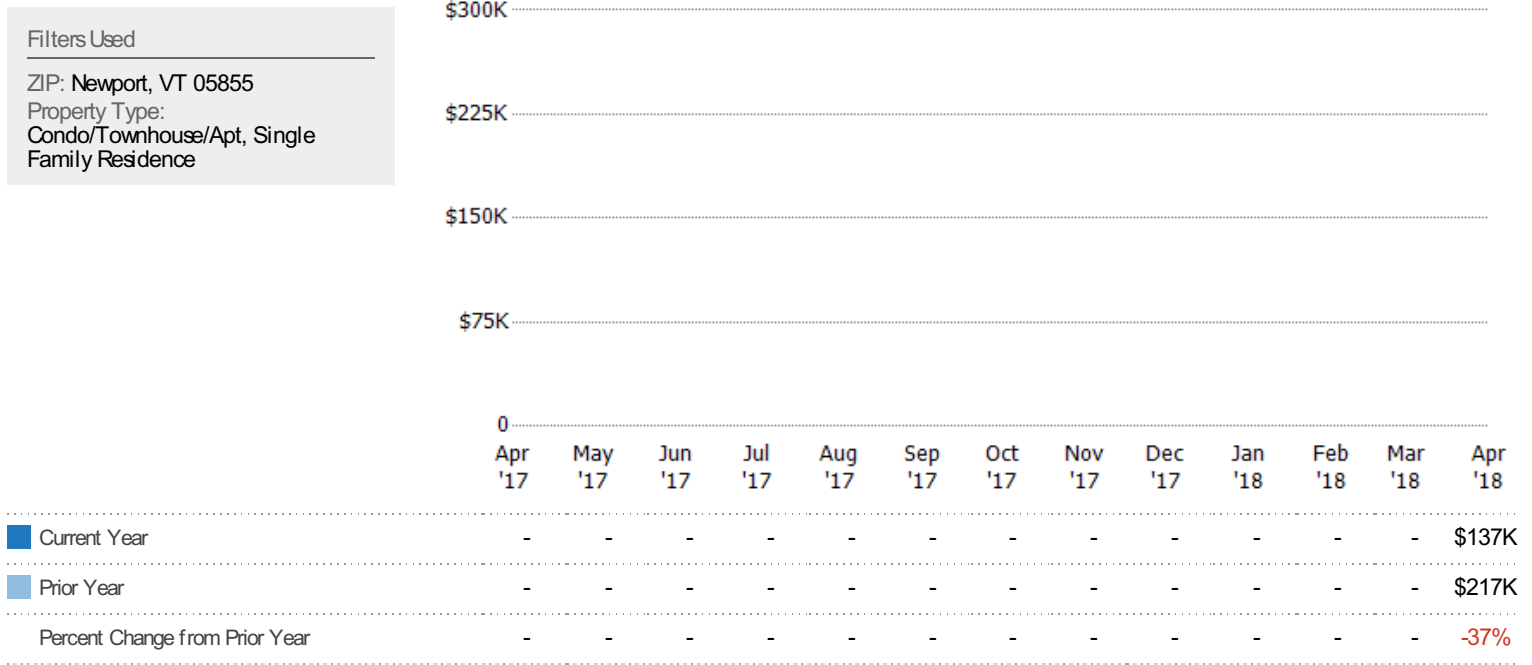 Filters Used
ZIP: Newport, VT 05855
Property Type:
Condo/Townhouse/Apt, Single
Family Residence
$300K
$225K
$150K
$75K
0
Apr May Jun Jul Aug Sep Oct Nov Dec Jan Feb Mar Apr
'17 '17 '17 '17 '17 '17 '17 '17 '17 '18 '18 '18 '18
Current Year - - - - - - - - - - - - $137K
Prior Year - - - - - - - - - - - - $217K
Percent Change from Prior Year - - - - - - - - - - - - -37%